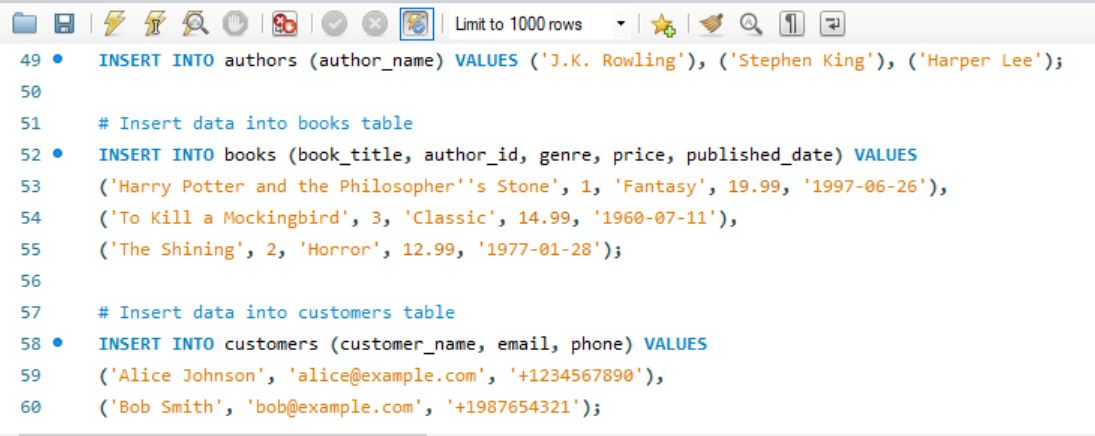 Limit to 1000 rows
49 INSERT INTO authors (author_name) VALUES ('J.K. Rowling'), ('Stephen King'), ('Harper Lee');
50
51 # Insert data into books table
52 INSERT INTO books (book_title, author_id, genre, price, published_date) VALUES
53 ('Harry Potter and the Philosopher''s Stone', 1, 'Fantasy', 19.99, '1997-06-26'),
54 ('To Kill a Mockingbird', 3, 'Classic', 14.99, '1960-07-11'),
55 ('The Shining', 2, 'Horror', 12.99, '1977-01-28');
56
57 # Insert data into customers table
58 INSERT INTO customers (customer_name, email, phone) VALUES
59 ('Alice Johnson', 'alice@example.com', '+1234567890'),
60 ('Bob Smith', 'bob@example.com', '+1987654321');